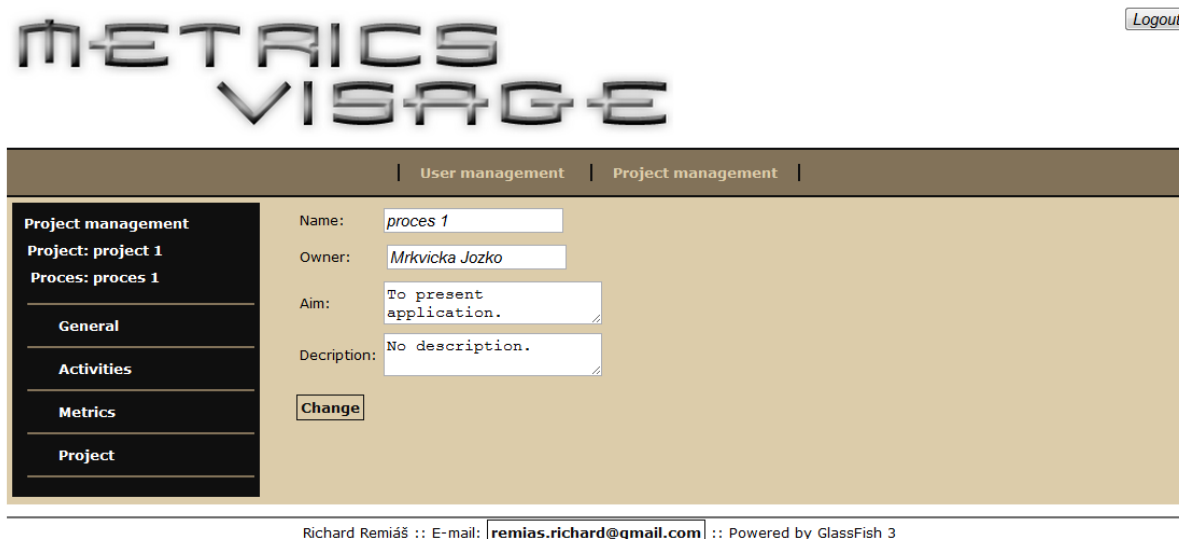 METRICS
VISAGE
Logout
User management | Project management |
Project management
Project: project 1
Proces: proces 1
General
Activities
Metrics
Project
Name: proces 1
Owner: Mrkvicka Jozko
Aim: To present
application.
Decription: No description.
Change
Richard Remiáš :: E-mail: remias.richard@gmail.com :: Powered by GlassFish 3